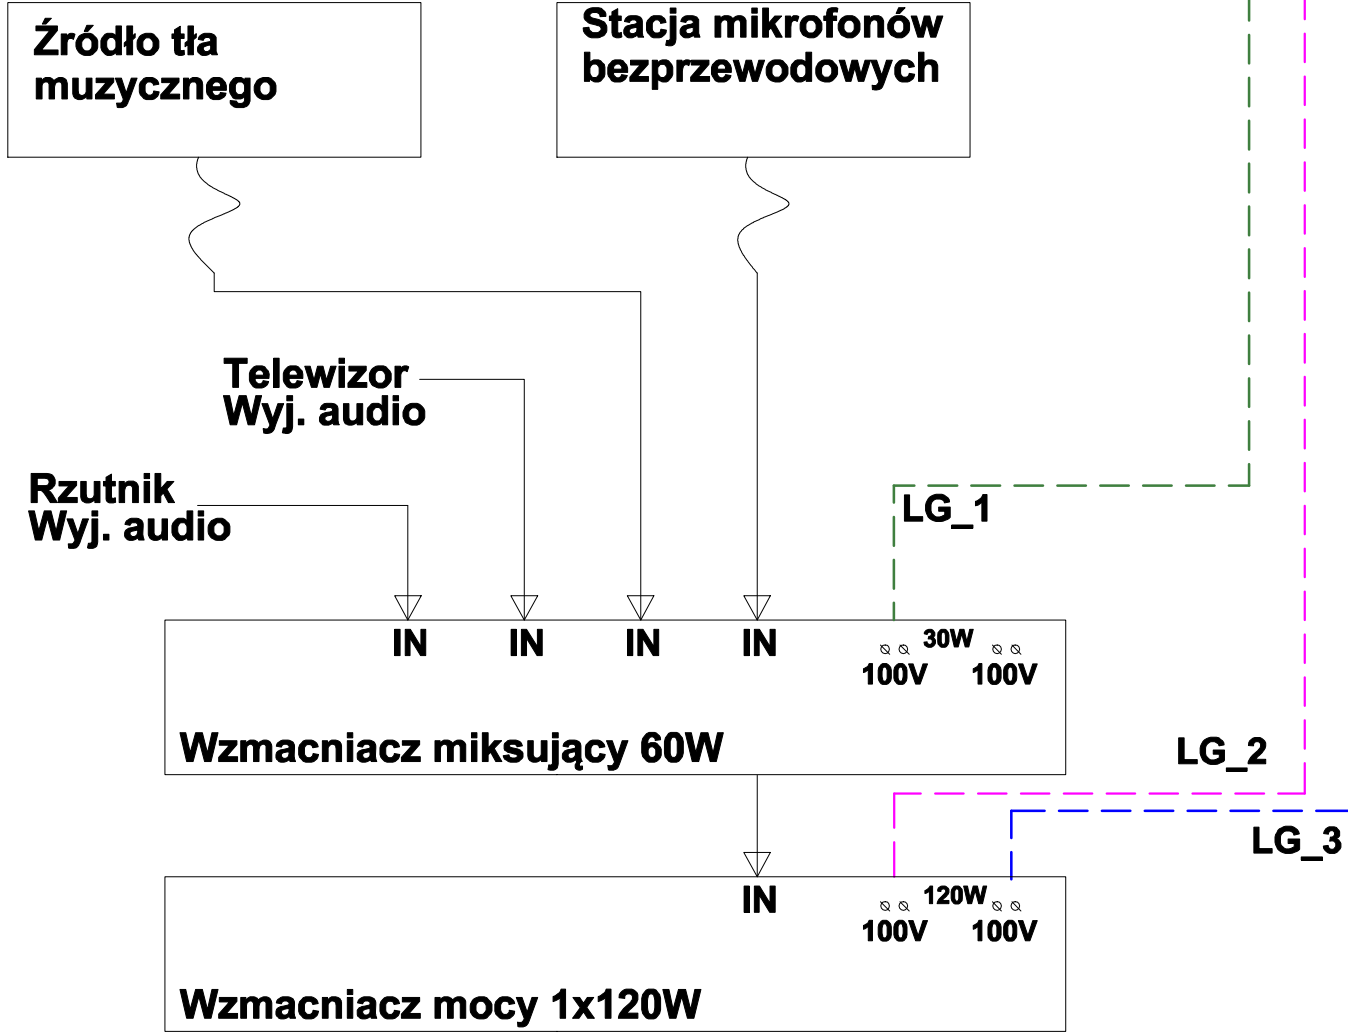 Źródło tła
muzycznego
Stacja mikrofonów
bezprzewodowych
Telewizor
Wyj. audio
Rzutnik
Wyj. audio
LG_1
IN
IN
IN
IN
30W
100V
100V
Wzmacniacz miksujący 60W
LG_2
LG_3
IN
120W
100V
100V
Wzmacniacz mocy 1x120W